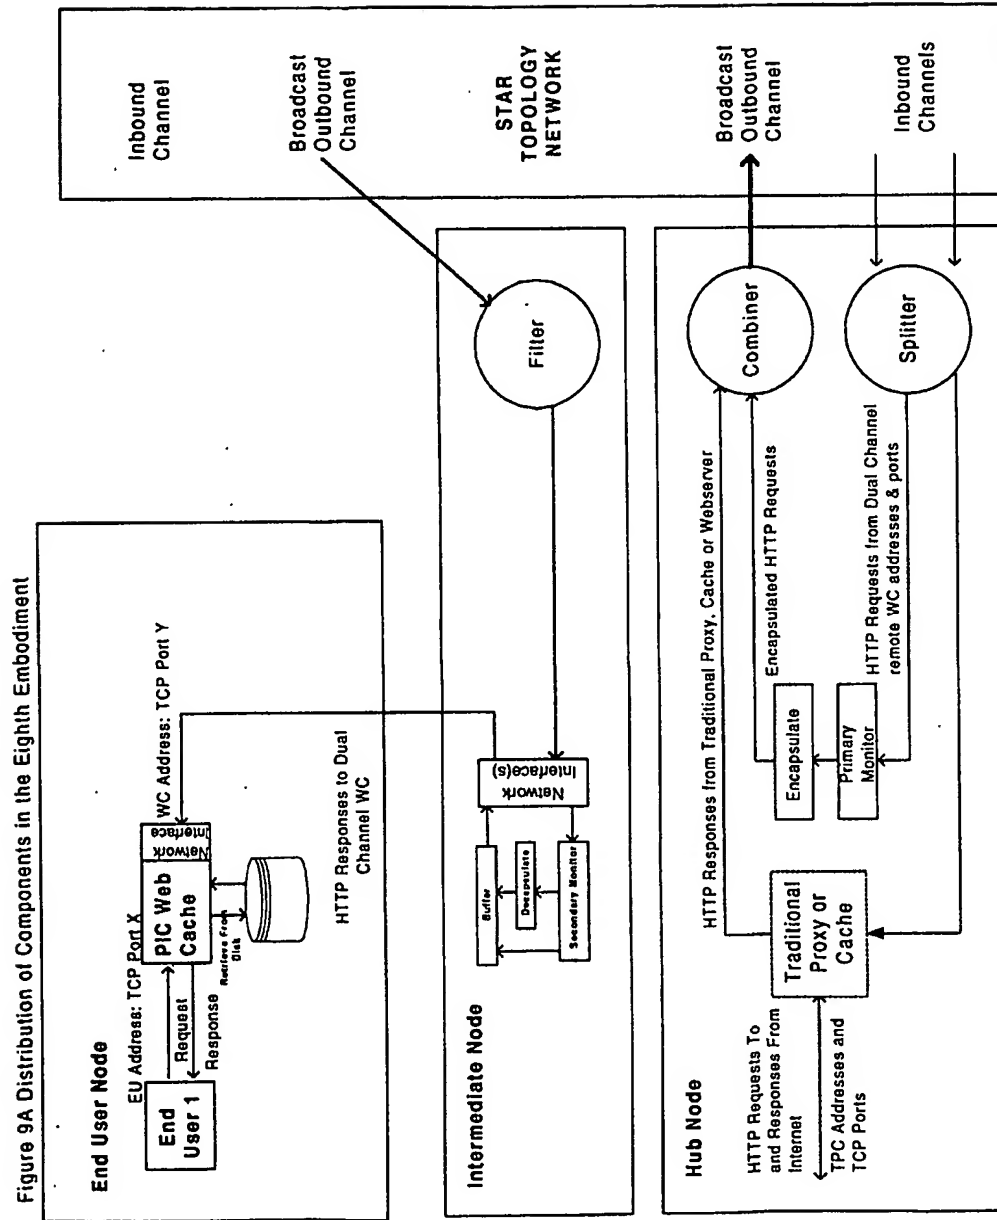 Figure 9A Distribution of Components in the Eighth Embodiment
End User Node
EU Address: TCP Port X
WC Address: TCP Port Y
End
User 1
Request
Response
PIC Web
Cache
Network
Interface
Retrieve From
Disk
HTTP Responses to Dual
Channel WC
Intermediate Node
Buffer
Decapsulate
Secondary Monitor
Network
Interface(s)
Filter
Hub Node
HTTP Requests To
and Responses From
Internet
TPC Addresses and
TCP Ports
Traditional
Proxy or
Cache
HTTP Responses from Traditional Proxy, Cache or Webserver
Encapsulated HTTP Requests
Encapsulate
Primary
Monitor
HTTP Requests from Dual Channel
remote WC addresses & ports
Combiner
Splitter
Inbound
Channel
Broadcast
Outbound
Channel
STAR
TOPOLOGY
NETWORK
Broadcast
Outbound
Channel
Inbound
Channels